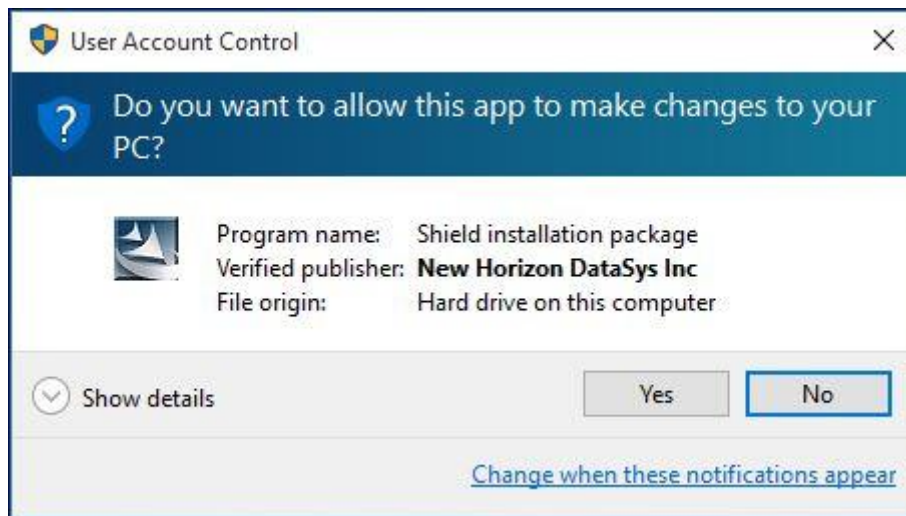 User Account Control
Do you want to allow this app to make changes to your
PC?
Program name: Shield installation package
Verified publisher: New Horizon DataSys Inc
File origin: Hard drive on this computer
Show details
Yes
No
Change when these notifications appear